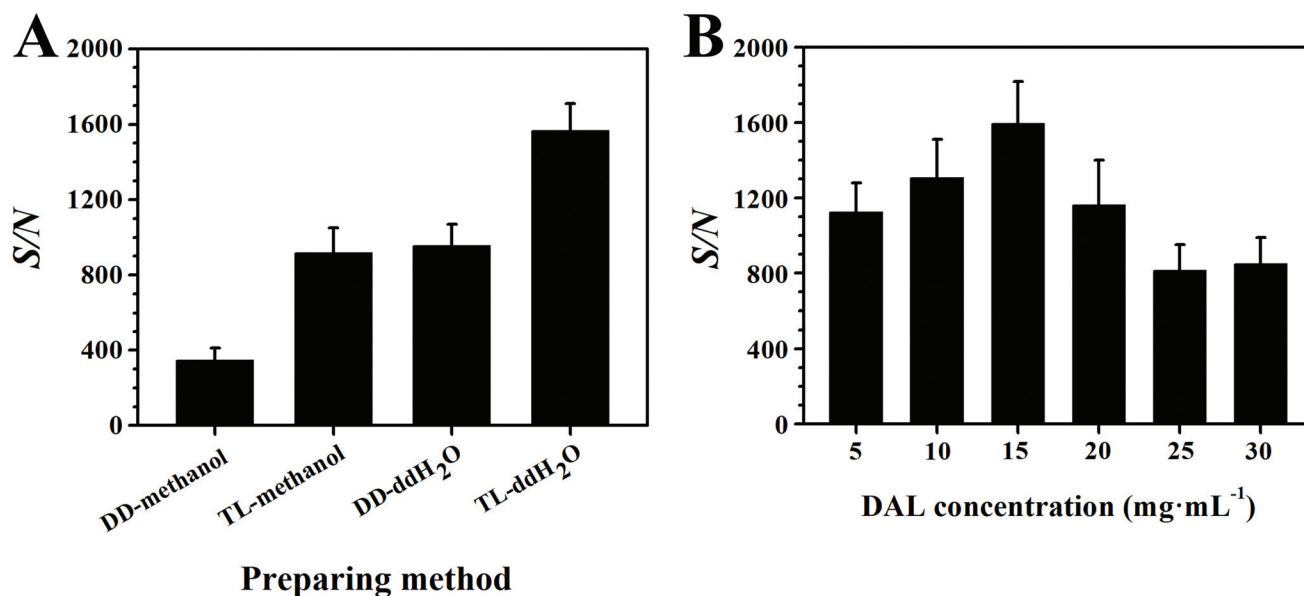 A
2000
1600
1200
800
400
0
S/N
DD-methanol
TL-methanol
DD-ddH₂O
TL-ddH₂O
Preparing method
B
2000
1600
1200
800
400
0
S/N
5 10 15 20 25 30
DAL concentration (mg·mL⁻¹)